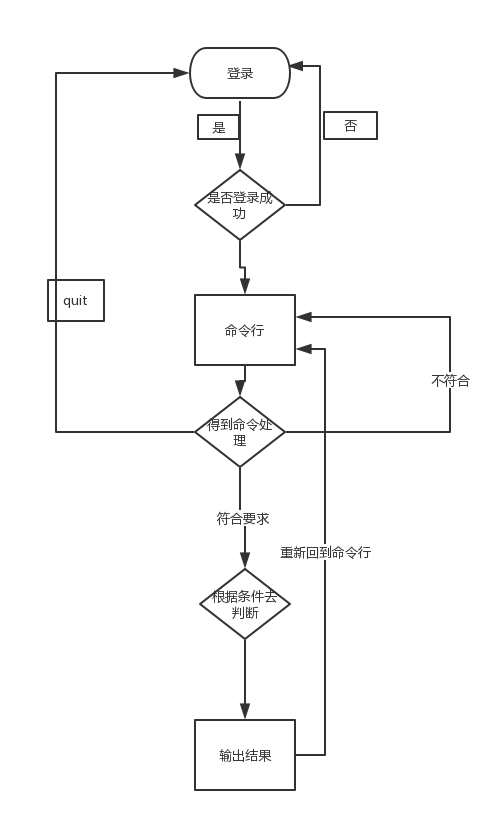 登录
是
否
是否登录成
功
quit
命令行
不符合
得到命令处
理
符合要求
重新回到命令行
根据条件去
判断
输出结果